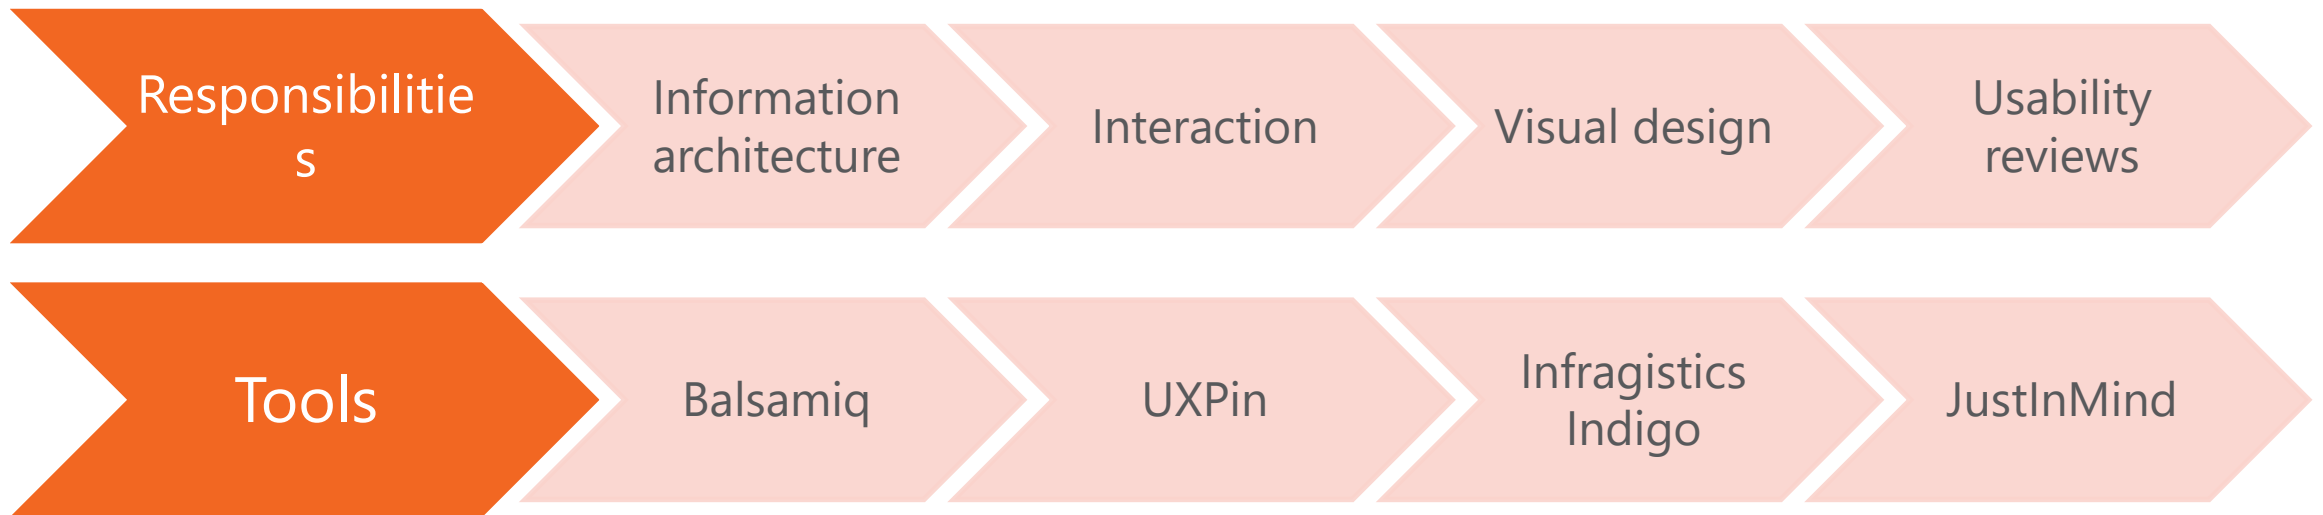 Responsibilitie
s
Information
architecture
Interaction
Visual design
Usability
reviews
Tools
Balsamiq
UXPin
Infragistics
Indigo
JustInMind